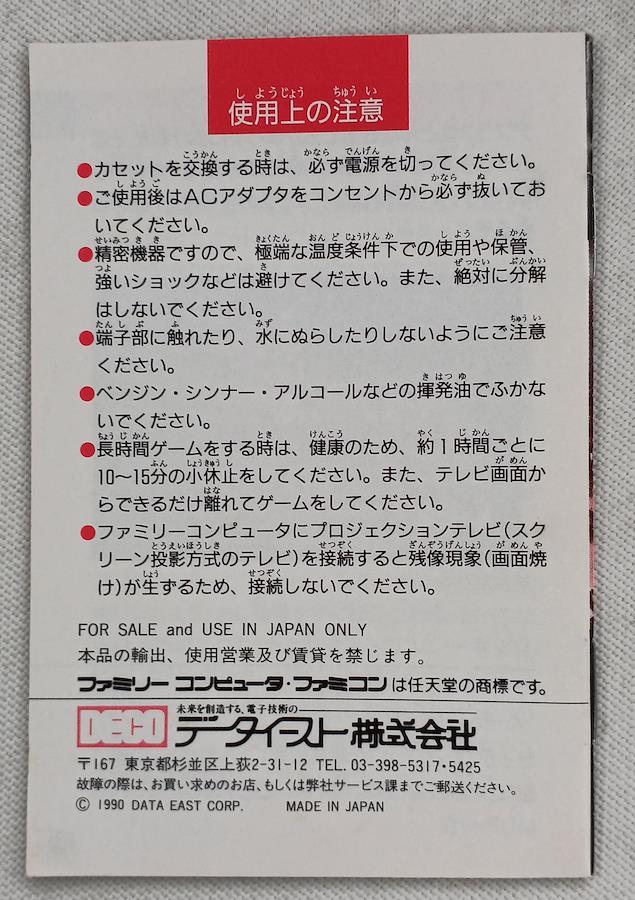 使用上の注意
●カセットを交換する時は、必ず電源を切ってください。
●ご使用後はACアダプタをコンセントから必ず抜いてお
いてください。
●精密機器ですので、極端な温度条件下での使用や保管、
強いショックなどは避けてください。また、絶対に分解
はしないでください。
●端子部に触れたり、水にぬらしたりしないようにご注意
ください。
●ベンジン・シンナー・アルコールなどの揮発油でふかな
いでください。
●長時間ゲームをする時は、健康のため、約1時間ごとに
10〜15分の小休止をしてください。また、テレビ画面か
らできるだけ離れてゲームをしてください。
●ファミリーコンピュータにプロジェクションテレビ(スク
リーン投影方式のテレビ)を接続すると残像現象(画面焼
け)が生ずるため、接続しないでください。
FOR SALE and USE IN JAPAN ONLY
本品の輸出、使用営業及び賃貸を禁じます。
ファミリーコンピュータ・ファミコンは任天堂の商標です。
未来を創造する、電子技術の
DECO データイースト株式会社
〒167 東京都杉並区上荻2-31-12 TEL. 03-398-5317・5425
故障の際は、お買い求めのお店、もしくは弊社サービス課までご郵送ください。
© 1990 DATA EAST CORP. MADE IN JAPAN